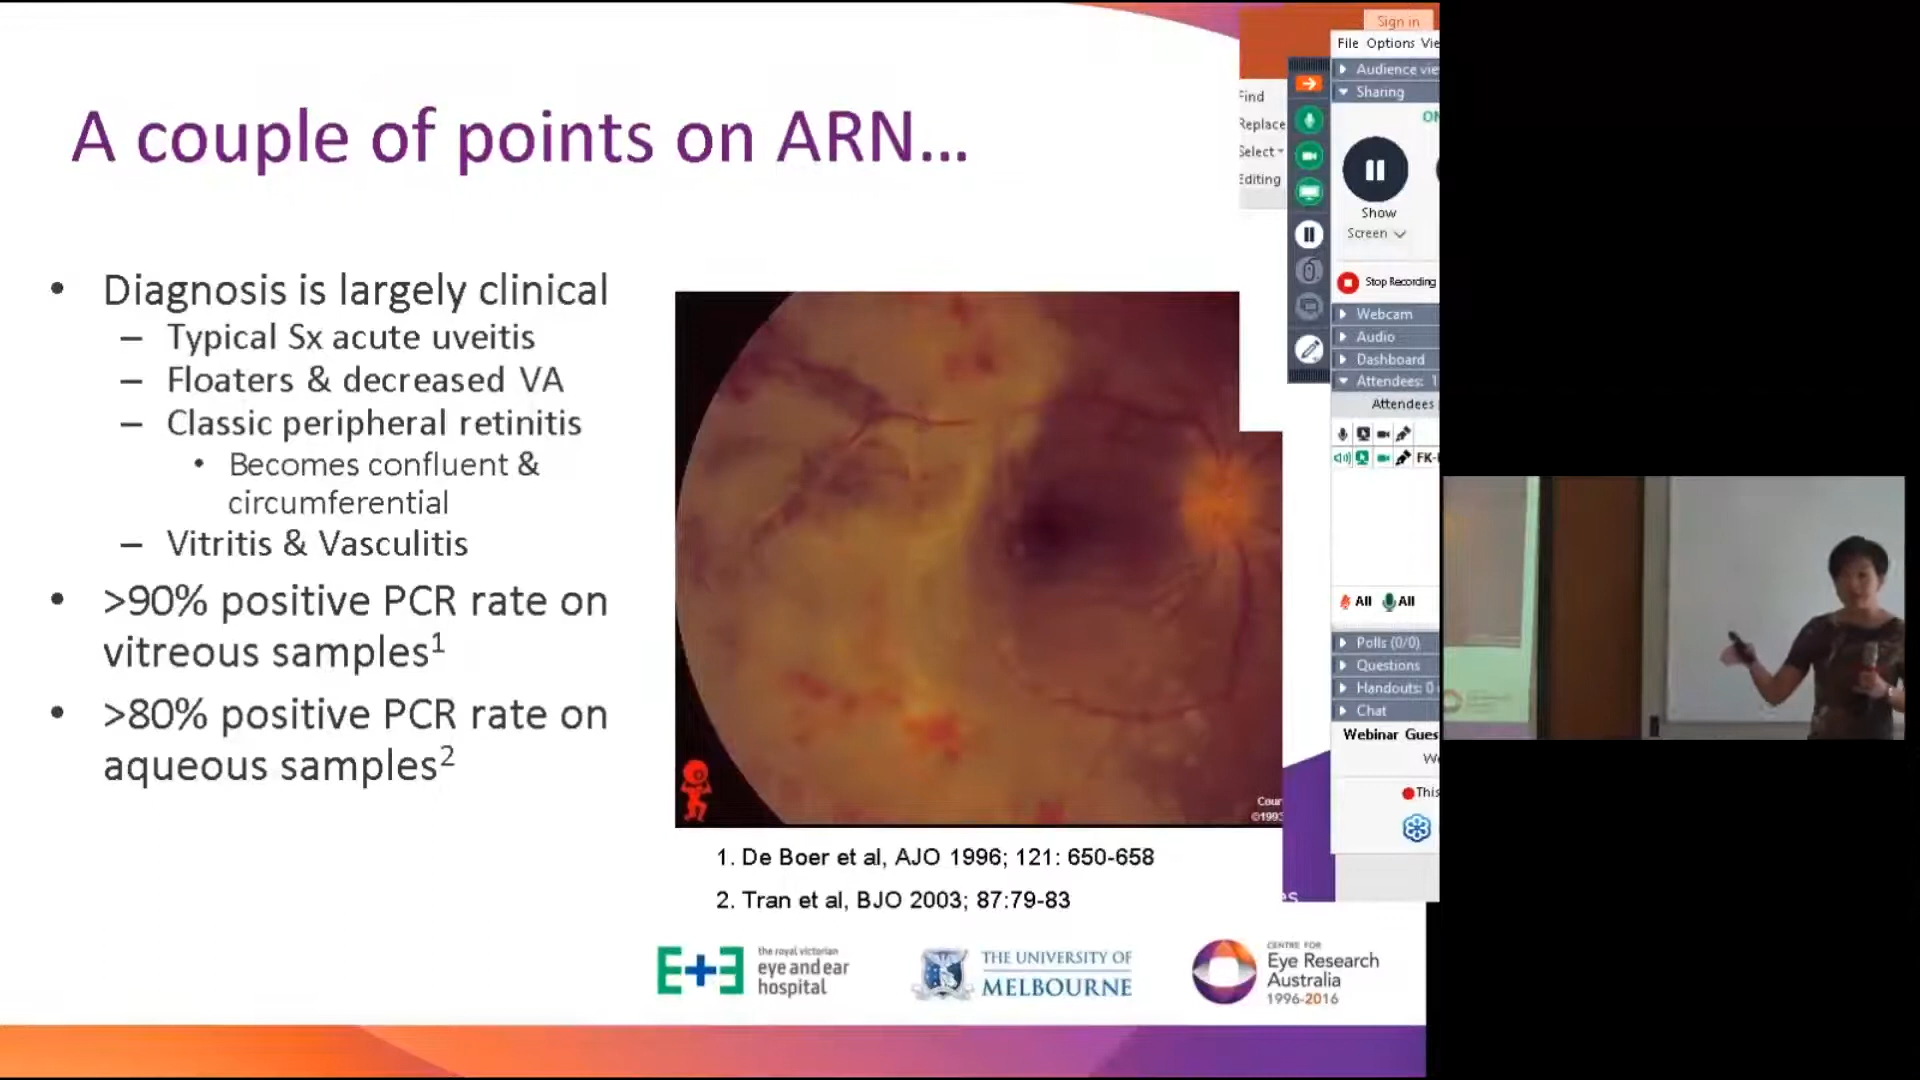 A couple of points on ARN...
• Diagnosis is largely clinical
– Typical Sx acute uveitis
– Floaters & decreased VA
– Classic peripheral retinitis
• Becomes confluent &
circumferential
– Vitritis & Vasculitis
• >90% positive PCR rate on
vitreous samples1
• >80% positive PCR rate on
aqueous samples2
©1993
1. De Boer et al, AJO 1996; 121: 650-658
2. Tran et al, BJO 2003; 87:79-83
E+E the royal victorian
eye and ear
hospital
THE UNIVERSITY OF
MELBOURNE
CENTRE FOR
Eye Research
Australia
1996-2016
Sign in
Find
Replace
Select
Editing
File Options Vie
Audience vie
Sharing
ON
Show
Screen
Stop Recording
Webcam
Audio
Dashboard
Attendees: 1
Attendees
FK-
All All
Polls (0/0)
Questions
Handouts: 0
Chat
Webinar Gues
We
This